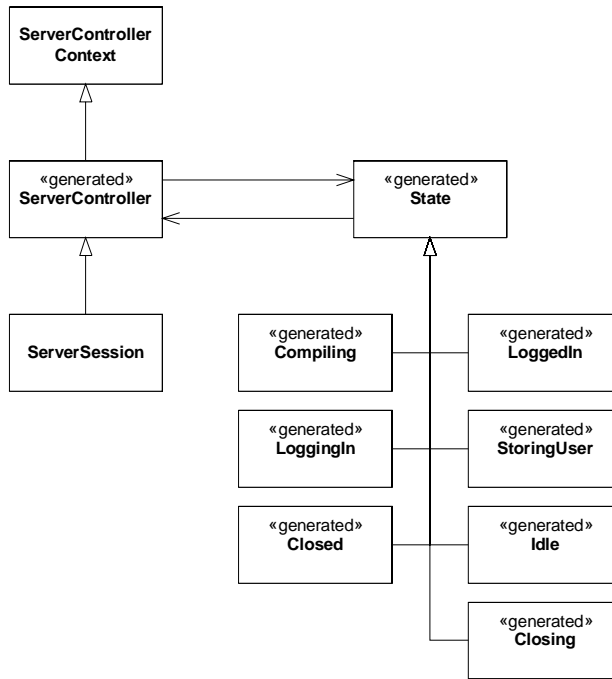 ServerController
Context
«generated»
ServerController
«generated»
State
ServerSession
«generated»
Compiling
«generated»
LoggedIn
«generated»
LoggingIn
«generated»
StoringUser
«generated»
Closed
«generated»
Idle
«generated»
Closing